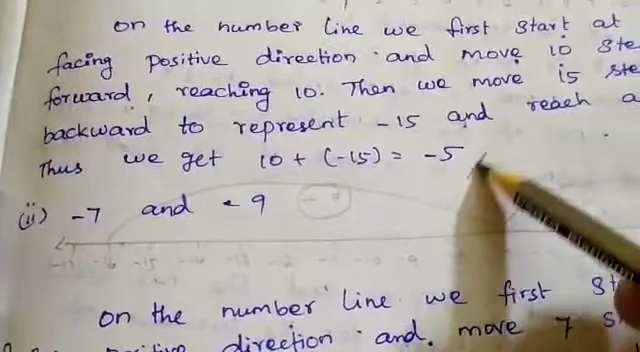 on the number line we first start at
facing positive direction and move 10 ste
forward, reaching 10. Then we move 15 ste
backward to represent -15 and reach a
Thus we get 10 + (-15) = -5
(ii) -7 and -9
-16 -15
on the number line we first st
direction and move 7 s